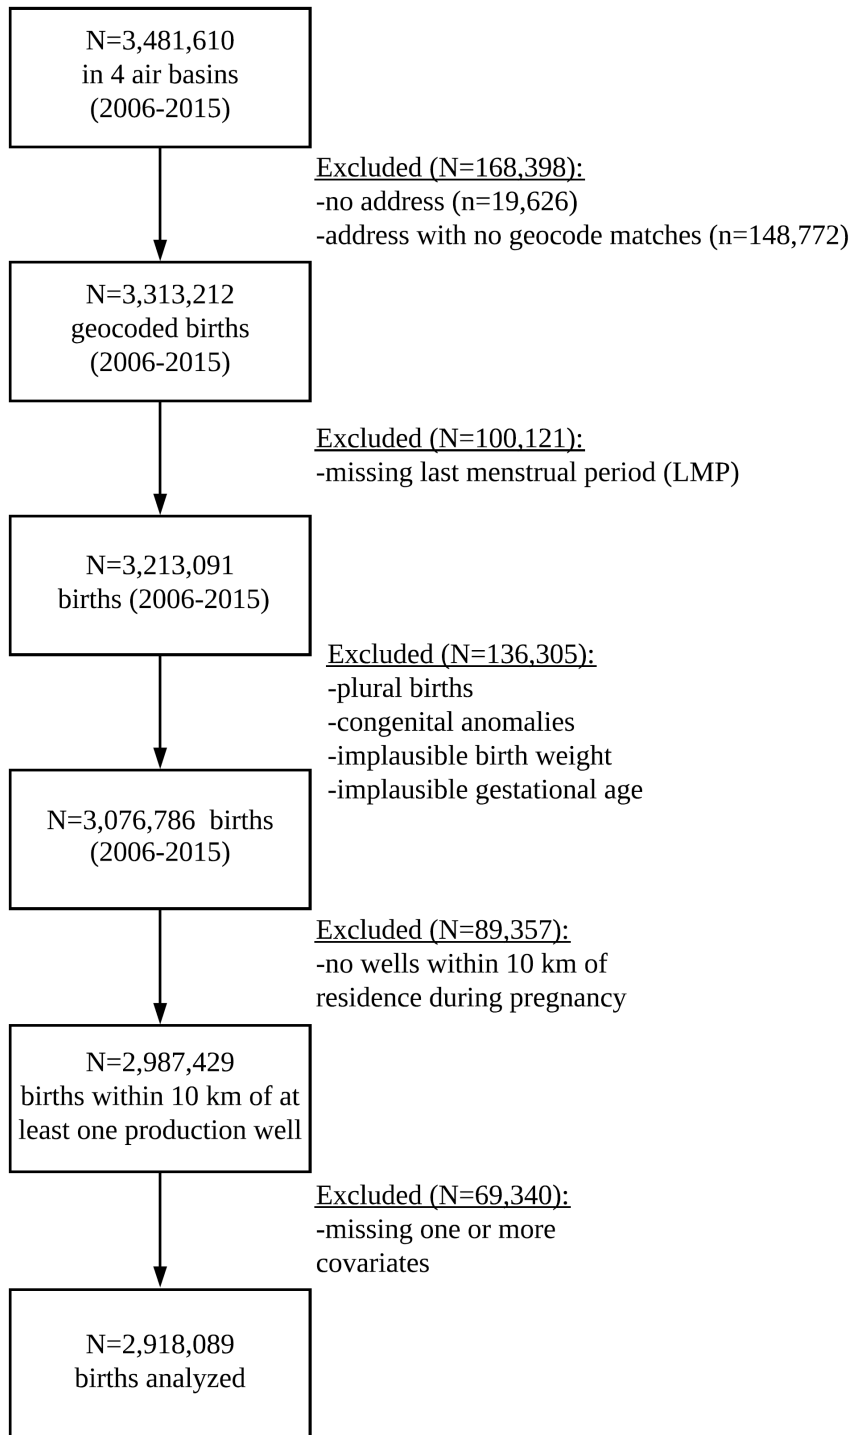 N=3,481,610
in 4 air basins
(2006-2015)
Excluded (N=168,398):
-no address (n=19,626)
-address with no geocode matches (n=148,772)
N=3,313,212
geocoded births
(2006-2015)
Excluded (N=100,121):
-missing last menstrual period (LMP)
N=3,213,091
births (2006-2015)
Excluded (N=136,305):
-plural births
-congenital anomalies
-implausible birth weight
-implausible gestational age
N=3,076,786  births
(2006-2015)
Excluded (N=89,357):
-no wells within 10 km of
residence during pregnancy
N=2,987,429
births within 10 km of at
least one production well
Excluded (N=69,340):
-missing one or more
covariates
N=2,918,089
births analyzed